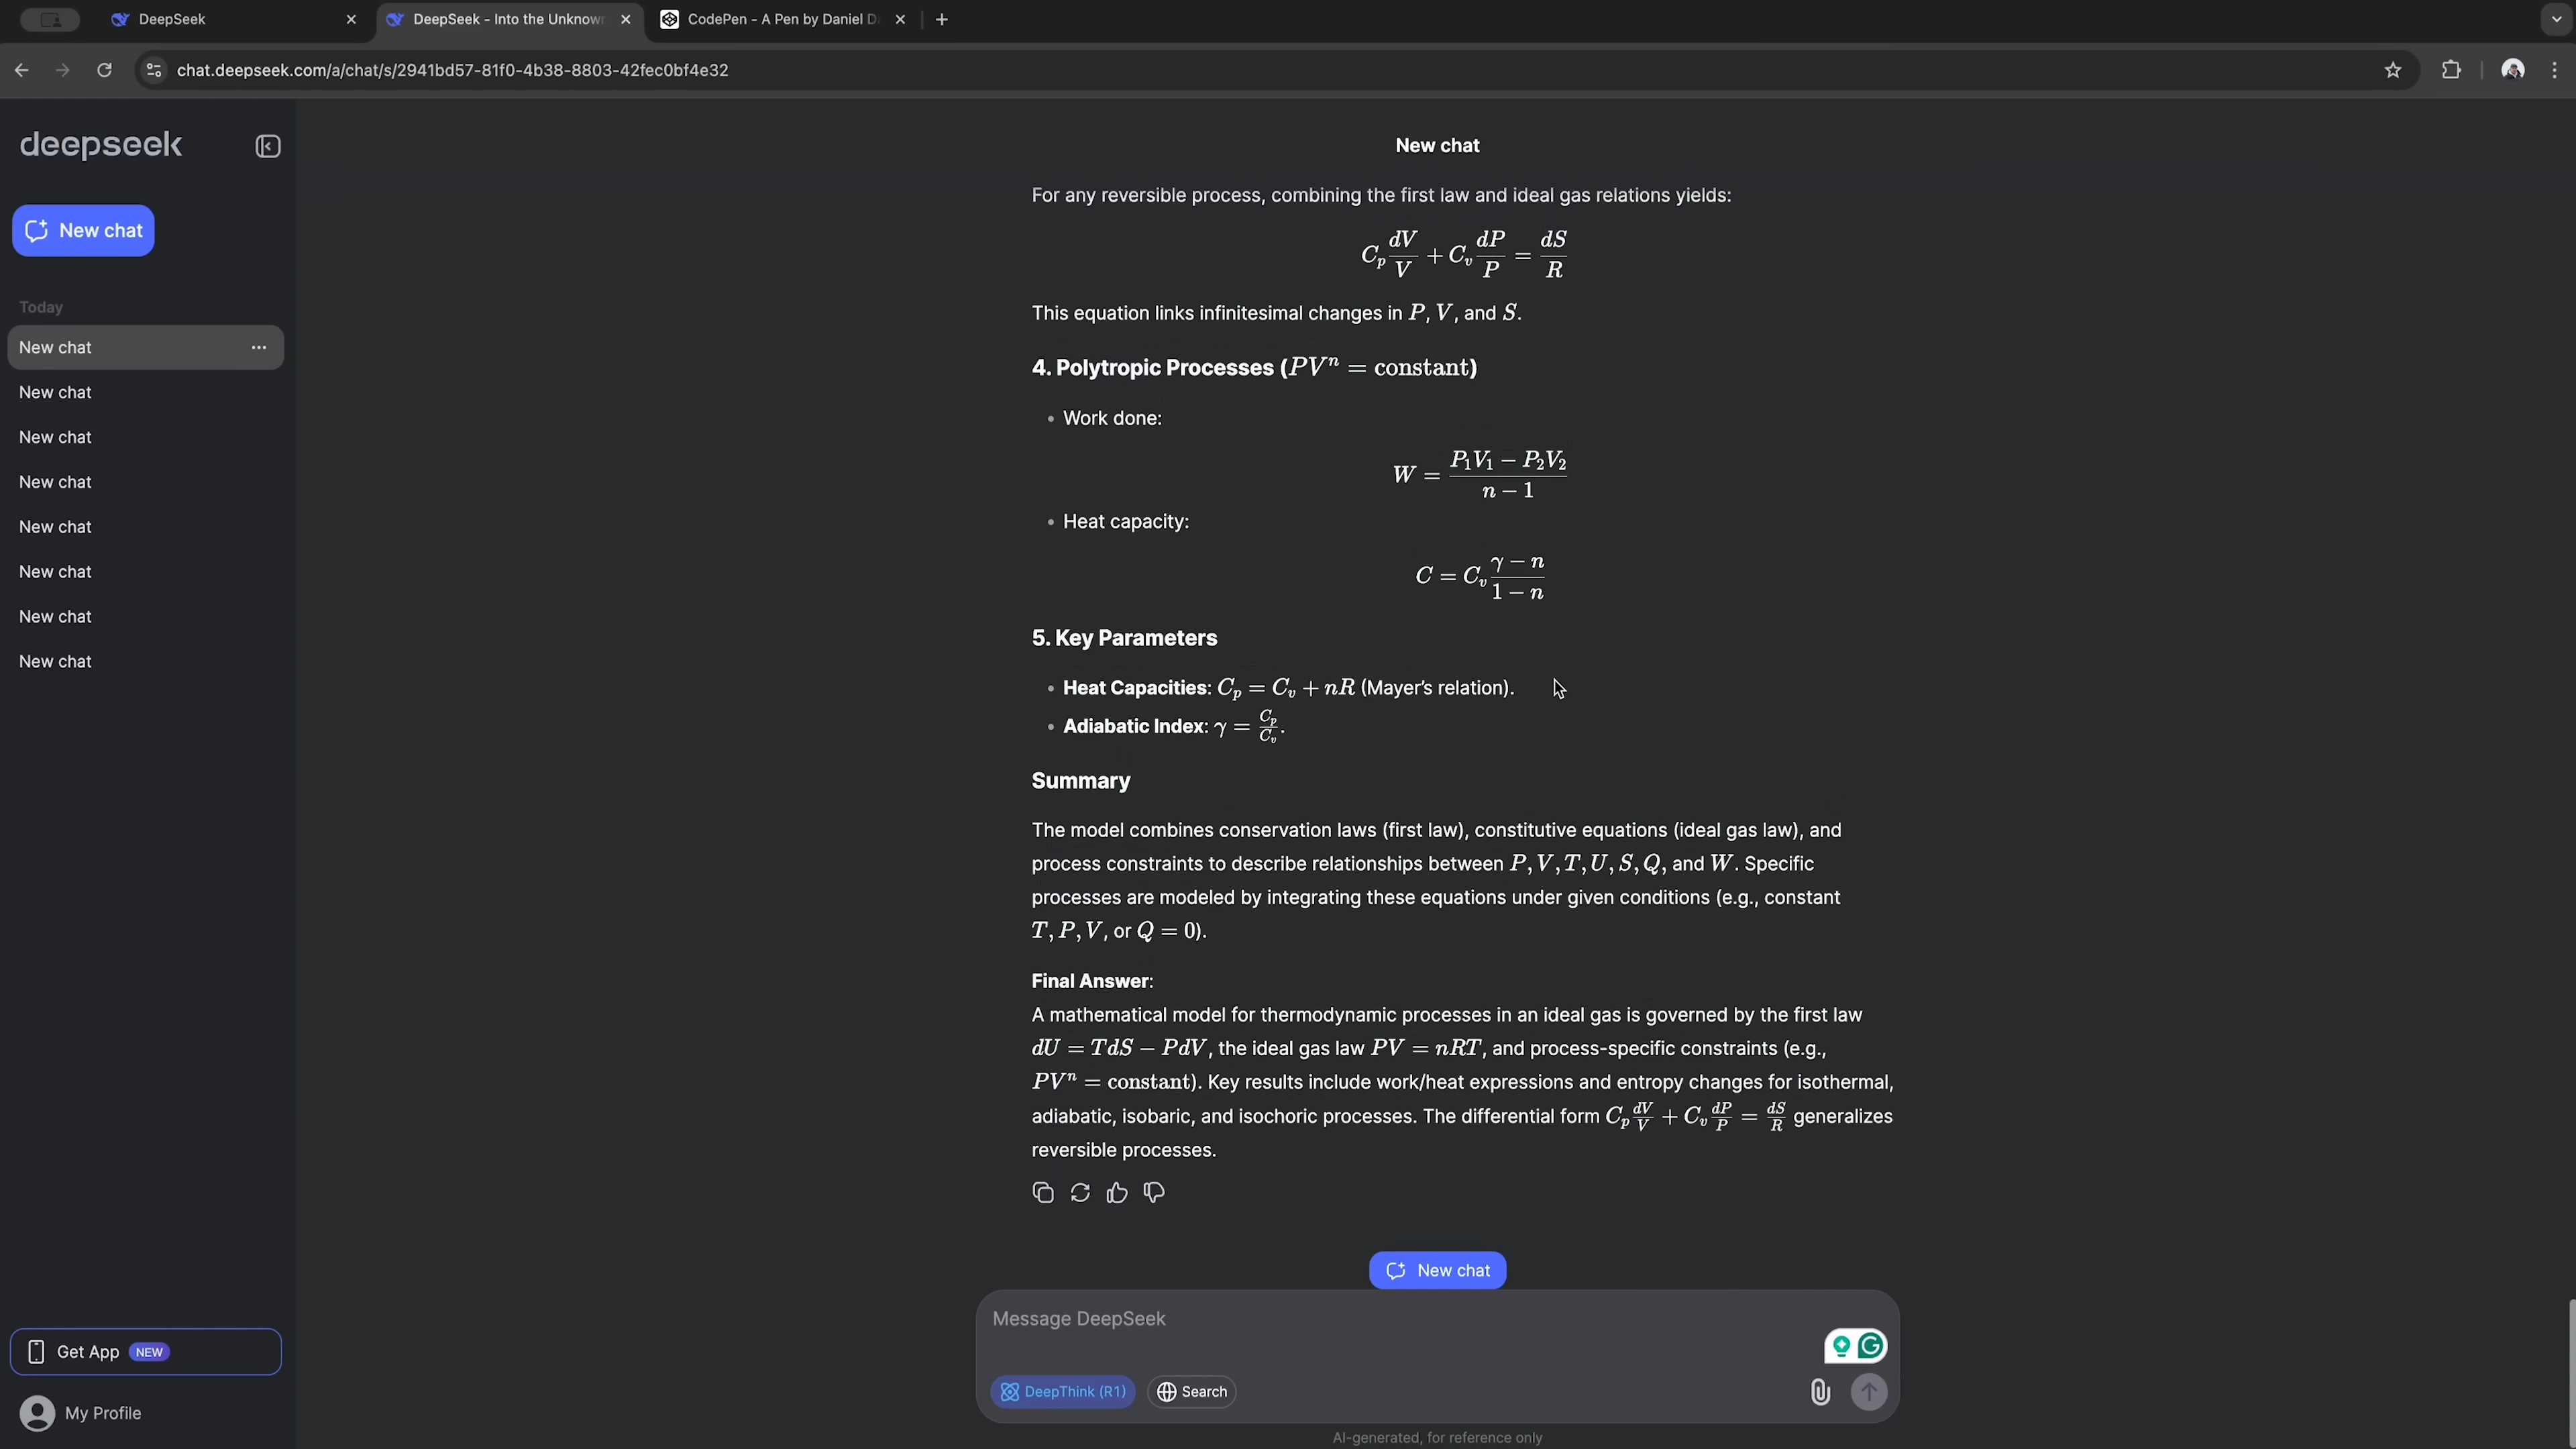 DeepSeek
DeepSeek - Into the Unknown
CodePen - A Pen by Daniel D
chat.deepseek.com/a/chat/s/2941bd57-81f0-4b38-8803-42fec0bf4e32
deepseek
New chat
Today
New chat
New chat
New chat
New chat
New chat
New chat
New chat
New chat
Get App NEW
My Profile
New chat
For any reversible process, combining the first law and ideal gas relations yields:
C_p dV/V + C_v dP/P = dS/R
This equation links infinitesimal changes in P, V, and S.
4. Polytropic Processes (PVⁿ = constant)
• Work done:
W = (P₁V₁ − P₂V₂)/(n − 1)
• Heat capacity:
C = C_v (γ − n)/(1 − n)
5. Key Parameters
• Heat Capacities: C_p = C_v + nR (Mayer's relation).
• Adiabatic Index: γ = C_p/C_v.
Summary
The model combines conservation laws (first law), constitutive equations (ideal gas law), and
process constraints to describe relationships between P, V, T, U, S, Q, and W. Specific
processes are modeled by integrating these equations under given conditions (e.g., constant
T, P, V, or Q = 0).
Final Answer:
A mathematical model for thermodynamic processes in an ideal gas is governed by the first law
dU = TdS − PdV, the ideal gas law PV = nRT, and process-specific constraints (e.g.,
PVⁿ = constant). Key results include work/heat expressions and entropy changes for isothermal,
adiabatic, isobaric, and isochoric processes. The differential form C_p dV/V + C_v dP/P = dS/R generalizes
reversible processes.
New chat
Message DeepSeek
DeepThink (R1)
Search
AI-generated, for reference only